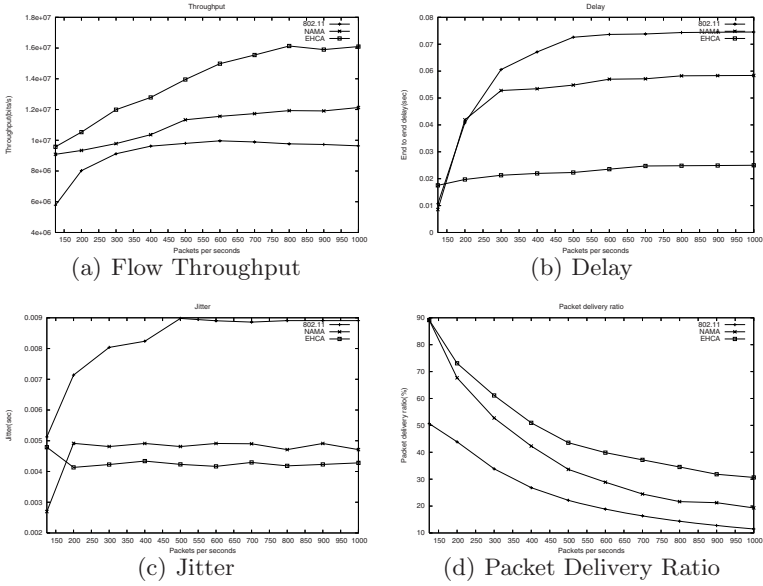 Throughput
1.8e+07
1.6e+07
1.4e+07
1.2e+07
1e+07
8e+06
6e+06
4e+06
Throughput(bits/s)
802.11
NAMA
EHCA
150 200 250 300 350 400 450 500 550 600 650 700 750 800 850 900 950 1000
Packets per seconds
(a) Flow Throughput
Delay
0.08
0.07
0.06
0.05
0.04
0.03
0.02
0.01
0
End to end delay(sec)
802.11
NAMA
EHCA
150 200 250 300 350 400 450 500 550 600 650 700 750 800 850 900 950 1000
Packets per seconds
(b) Delay
Jitter
0.009
0.008
0.007
0.006
0.005
0.004
0.003
0.002
Jitter(sec)
802.11
NAMA
EHCA
150 200 250 300 350 400 450 500 550 600 650 700 750 800 850 900 950 1000
Packets per seconds
(c) Jitter
Packet delivery ratio
90
80
70
60
50
40
30
20
10
Packet delivery ratio(%)
802.11
NAMA
EHCA
150 200 250 300 350 400 450 500 550 600 650 700 750 800 850 900 950 1000
Packets per seconds
(d) Packet Delivery Ratio